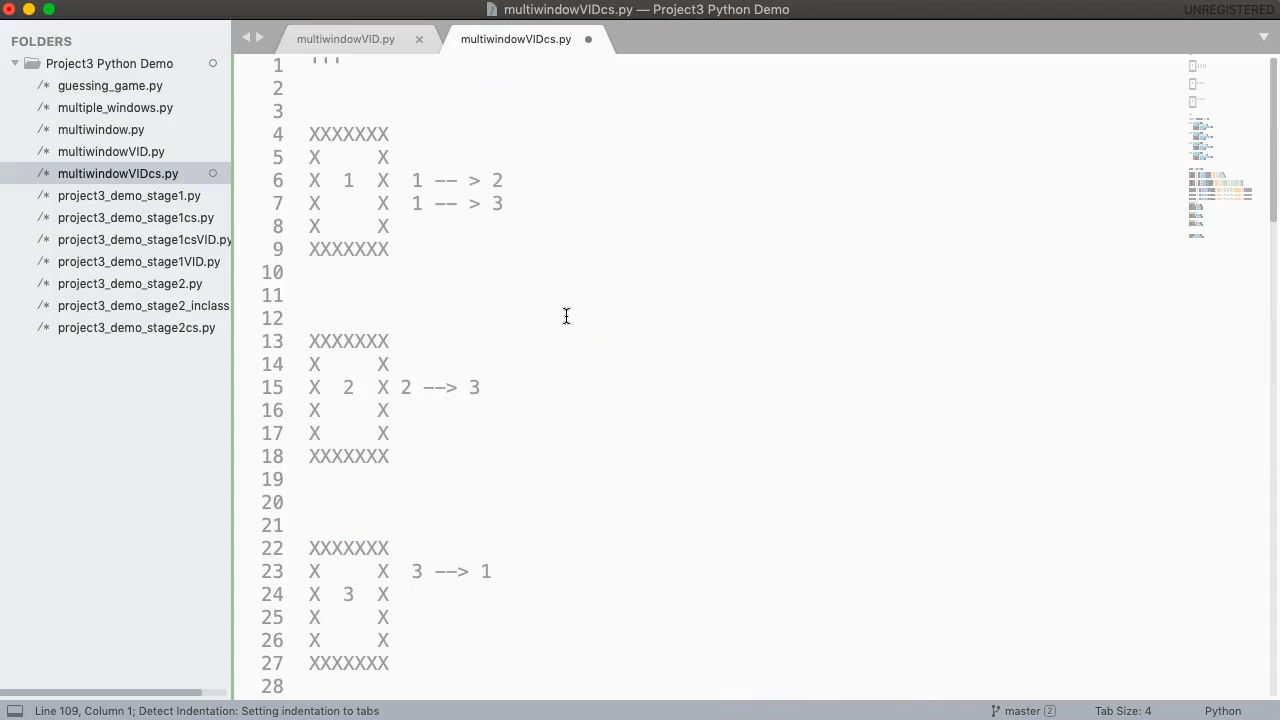 multiwindowVIDcs.py — Project3 Python Demo
UNREGISTERED
FOLDERS
Project3 Python Demo
guessing_game.py
multiple_windows.py
multiwindow.py
multiwindowVID.py
multiwindowVIDcs.py
project3_demo_stage1.py
project3_demo_stage1cs.py
project3_demo_stage1csVID.py
project3_demo_stage1VID.py
project3_demo_stage2.py
project3_demo_stage2_inclass
project3_demo_stage2cs.py
multiwindowVID.py
multiwindowVIDcs.py
1 '''
2
3
4 XXXXXXX
5 X X
6 X 1 X 1 -- > 2
7 X X 1 -- > 3
8 X X
9 XXXXXXX
10
11
12
13 XXXXXXX
14 X X
15 X 2 X 2 --> 3
16 X X
17 X X
18 XXXXXXX
19
20
21
22 XXXXXXX
23 X X 3 --> 1
24 X 3 X
25 X X
26 X X
27 XXXXXXX
28
Line 109, Column 1; Detect Indentation: Setting indentation to tabs
master 2
Tab Size: 4
Python